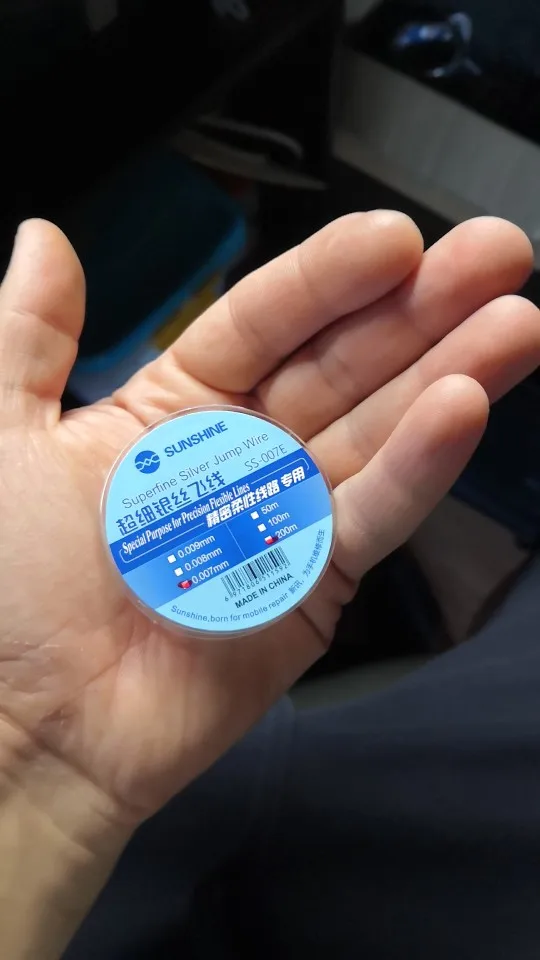 SUNSHINE
Superfine Silver Jump Wire
SS-007E
超细银丝飞线
Special Purpose for Precision Flexible Lines
精密柔性线路 专用
0.009mm
0.008mm
0.007mm
50m
100m
200m
MADE IN CHINA
Sunshine,born for mobile repair